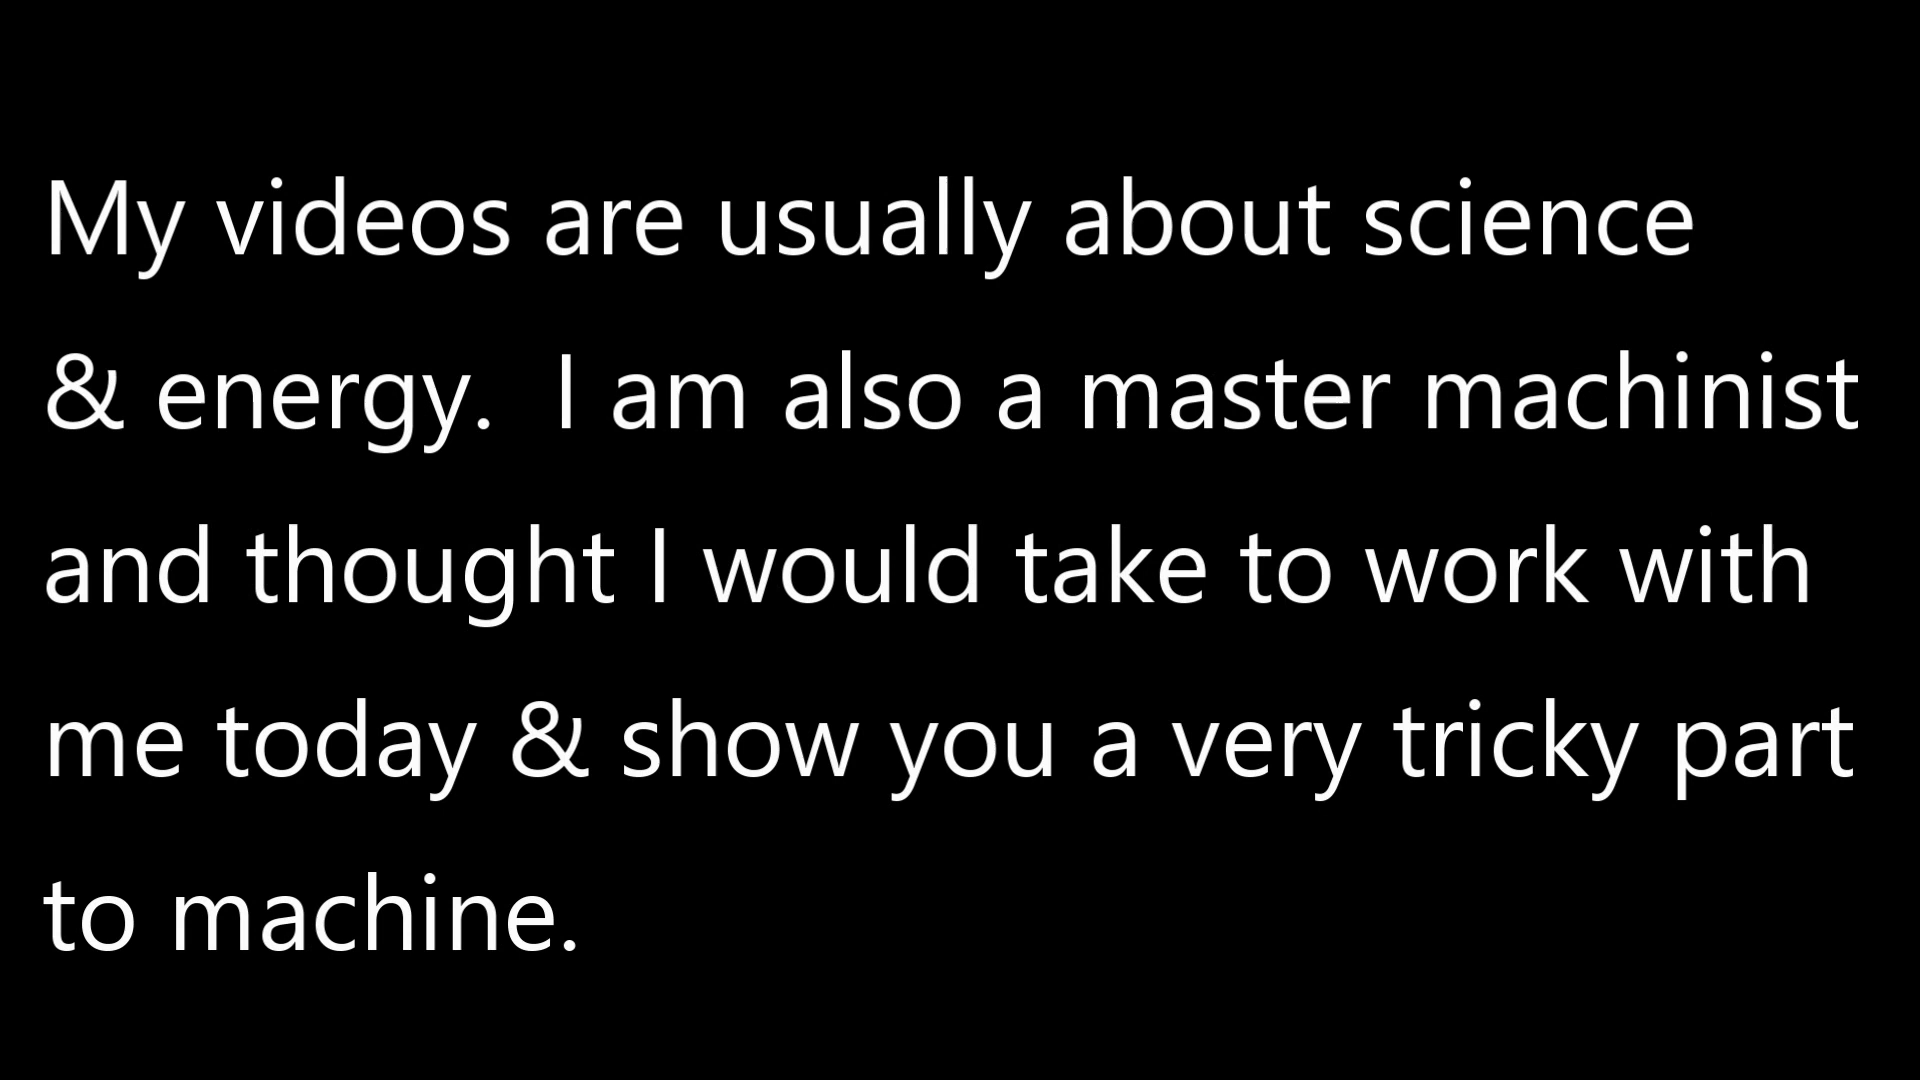 My videos are usually about science
& energy.  I am also a master machinist
and thought I would take to work with
me today & show you a very tricky part
to machine.